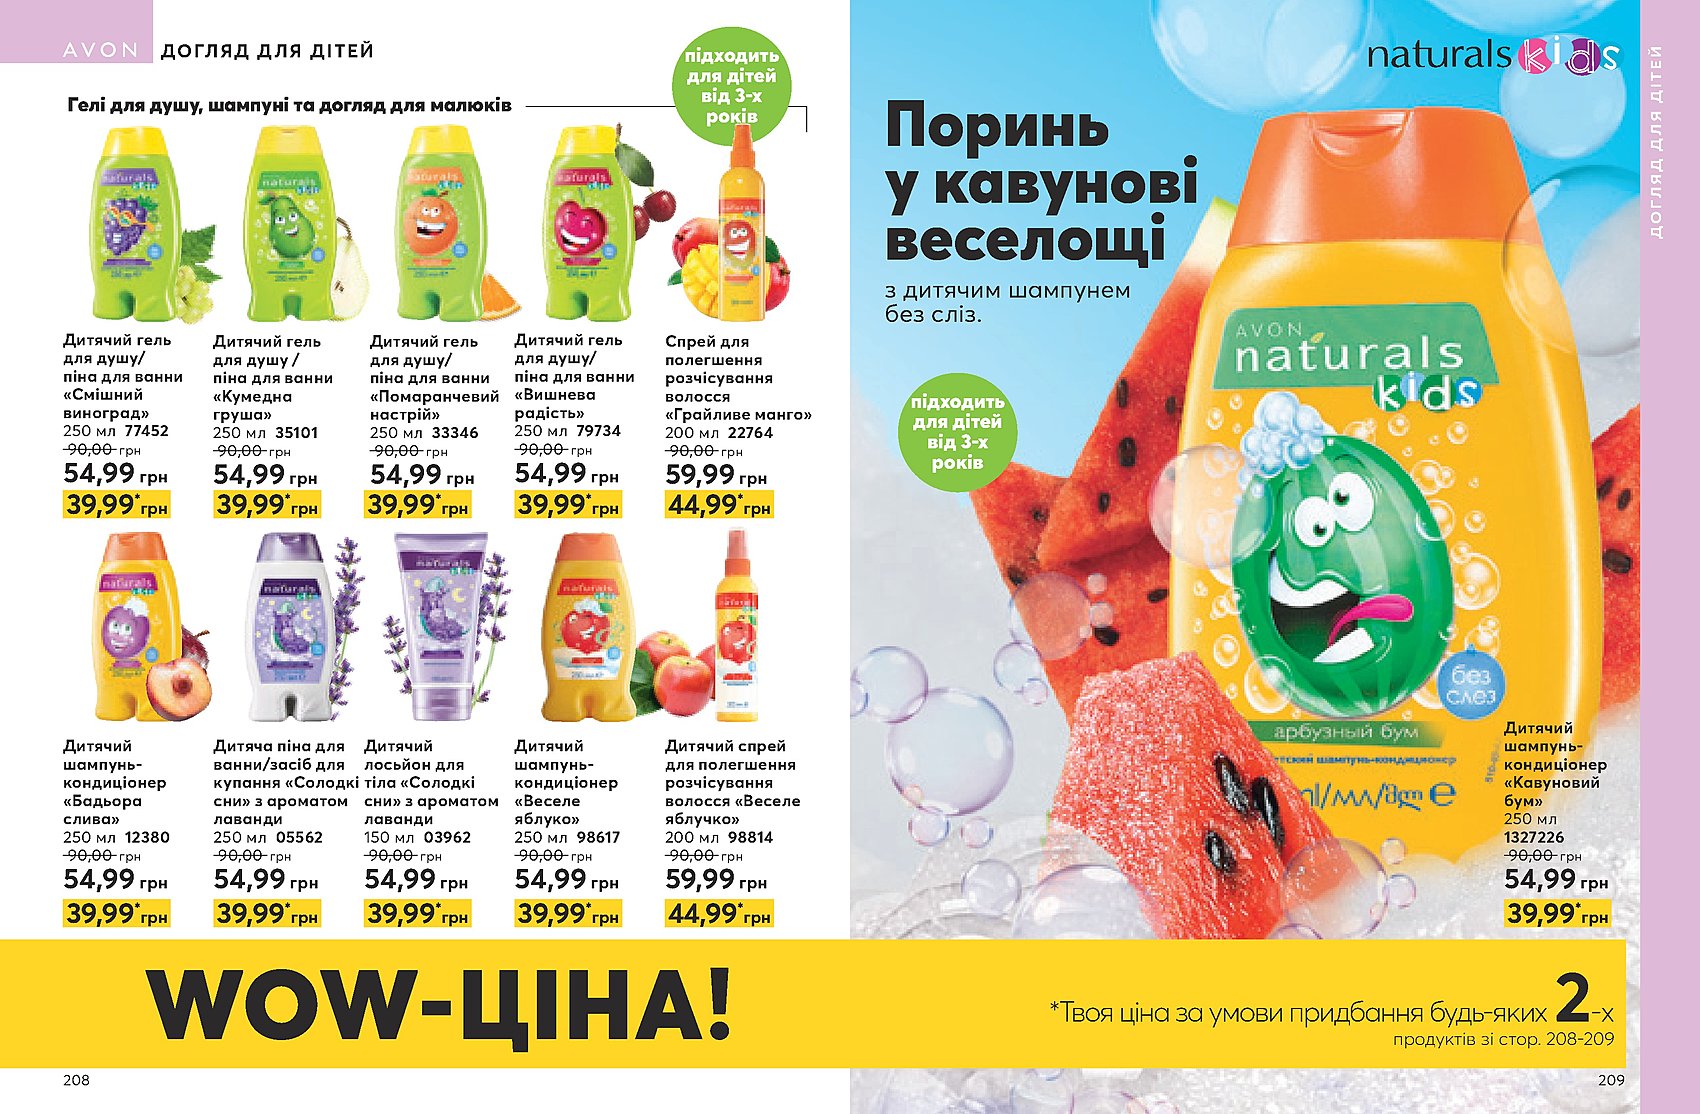 AVON ДОГЛЯД ДЛЯ ДІТЕЙ
Гелі для душу, шампуні та догляд для малюків
підходить
для дітей
від 3-х
років
Дитячий гель
для душу/
піна для ванни
«Смішний
виноград»
250 мл 77452
90,00 грн
54,99 грн
39,99* грн
Дитячий гель
для душу /
піна для ванни
«Кумедна
груша»
250 мл 35101
90,00 грн
54,99 грн
39,99* грн
Дитячий гель
для душу/
піна для ванни
«Помаранчевий
настрій»
250 мл 33346
90,00 грн
54,99 грн
39,99* грн
Дитячий гель
для душу/
піна для ванни
«Вишнева
радість»
250 мл 79734
90,00 грн
54,99 грн
39,99* грн
Спрей для
полегшення
розчісування
волосся
«Грайливе манго»
200 мл 22764
90,00 грн
59,99 грн
44,99* грн
Дитячий
шампунь-
кондиціонер
«Бадьора
слива»
250 мл 12380
90,00 грн
54,99 грн
39,99* грн
Дитяча піна для
ванни/засіб для
купання «Солодкі
сни» з ароматом
лаванди
250 мл 05562
90,00 грн
54,99 грн
39,99* грн
Дитячий
лосьйон для
тіла «Солодкі
сни» з ароматом
лаванди
150 мл 03962
90,00 грн
54,99 грн
39,99* грн
Дитячий
шампунь-
кондиціонер
«Веселе
яблуко»
250 мл 98617
90,00 грн
54,99 грн
39,99* грн
Дитячий спрей
для полегшення
розчісування
волосся «Веселе
яблучко»
200 мл 98814
90,00 грн
59,99 грн
44,99* грн
WOW-ЦІНА!
208
naturals kids
ДОГЛЯД ДЛЯ ДІТЕЙ
Поринь
у кавунові
веселощі
з дитячим шампунем
без сліз.
підходить
для дітей
від 3-х
років
AVON
naturals
kids
без
слез
арбузный бум
тский шампунь-кондиционер
ml/мл/მლ e
Дитячий
шампунь-
кондиціонер
«Кавуновий
бум»
250 мл
1327226
90,00 грн
54,99 грн
39,99* грн
*Твоя ціна за умови придбання будь-яких 2-х
продуктів зі стор. 208-209
209